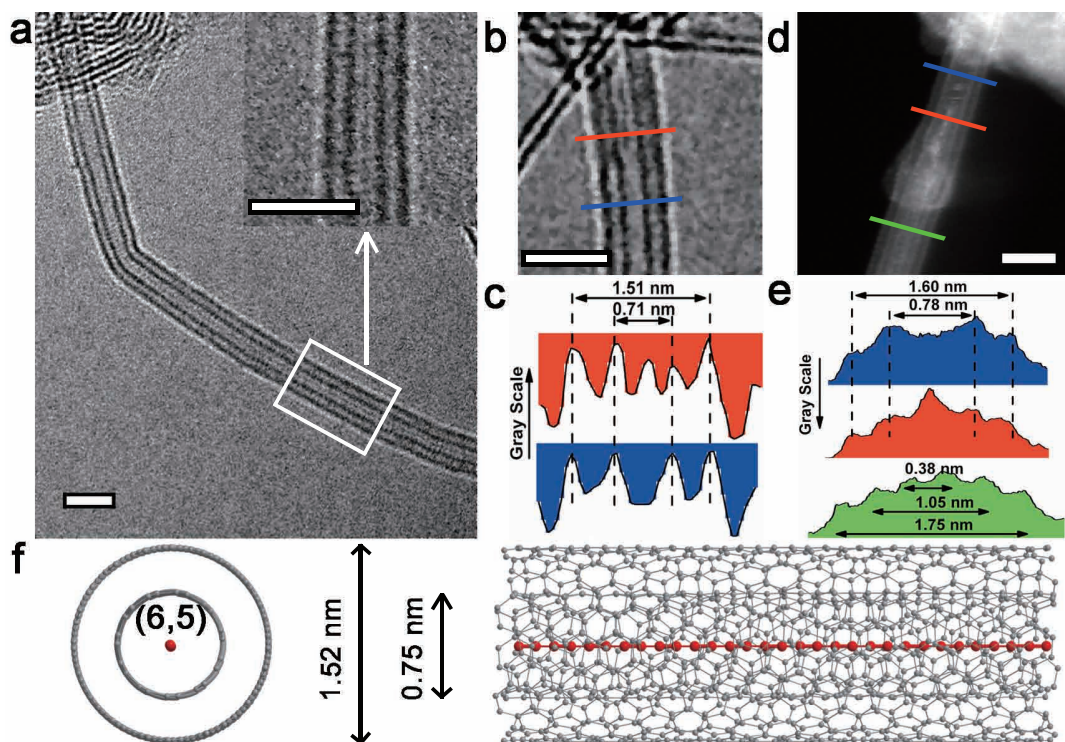 a
b
d
c
1.51 nm
0.71 nm
Gray Scale
e
1.60 nm
0.78 nm
Gray Scale
0.38 nm
1.05 nm
1.75 nm
f
(6,5)
1.52 nm
0.75 nm